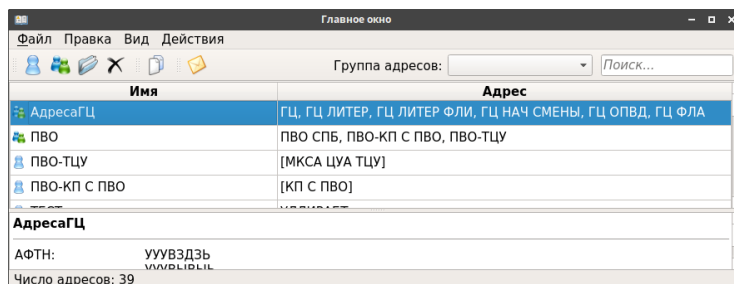 Главное окно
Файл Правка Вид Действия
Группа адресов: Поиск...
Имя Адрес
АдресаГЦ ГЦ, ГЦ ЛИТЕР, ГЦ ЛИТЕР ФЛИ, ГЦ НАЧ СМЕНЫ, ГЦ ОПВД, ГЦ ФЛА
ПВО ПВО СПБ, ПВО-КП С ПВО, ПВО-ТЦУ
ПВО-ТЦУ [МКСА ЦУА ТЦУ]
ПВО-КП С ПВО [КП С ПВО]
АдресаГЦ
АФТН: УУУВЗДЗЬ
Число адресов: 39